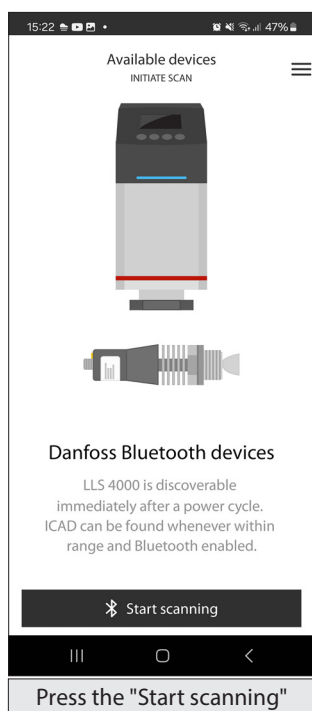 15:22
47%
Available devices
INITIATE SCAN
Danfoss Bluetooth devices
LLS 4000 is discoverable
immediately after a power cycle.
ICAD can be found whenever within
range and Bluetooth enabled.
Start scanning
Press the "Start scanning"